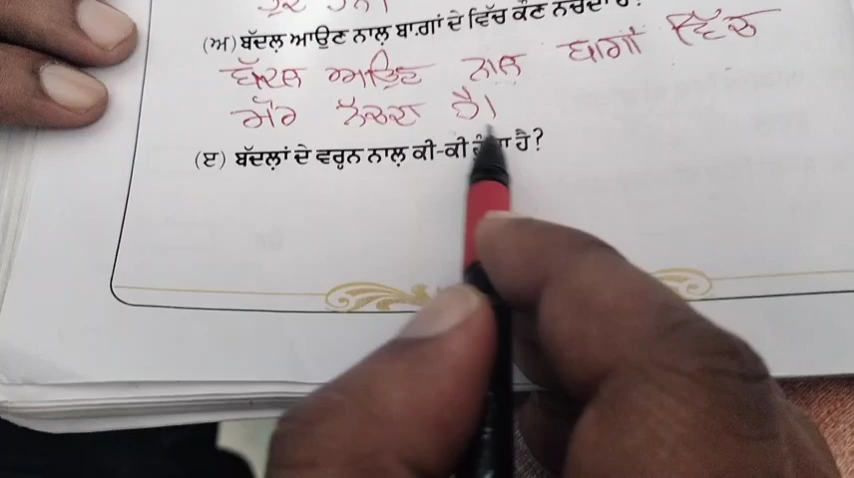 (ਅ) ਬੱਦਲ਼ ਆਉਣ ਨਾਲ਼ ਬਾਗ਼ਾਂ ਦੇ ਵਿੱਚ ਕੌਣ ਨੱਚਦਾ
ਬੱਦਲ ਆਉਣ ਨਾਲ ਬਾਗਾਂ ਵਿੱਚ
ਮੋਰ ਨੱਚਦਾ ਹੈ।
(ੲ) ਬੱਦਲ਼ਾਂ ਦੇ ਵਰ੍ਹਨ ਨਾਲ਼ ਕੀ-ਕੀ ਹੈ?